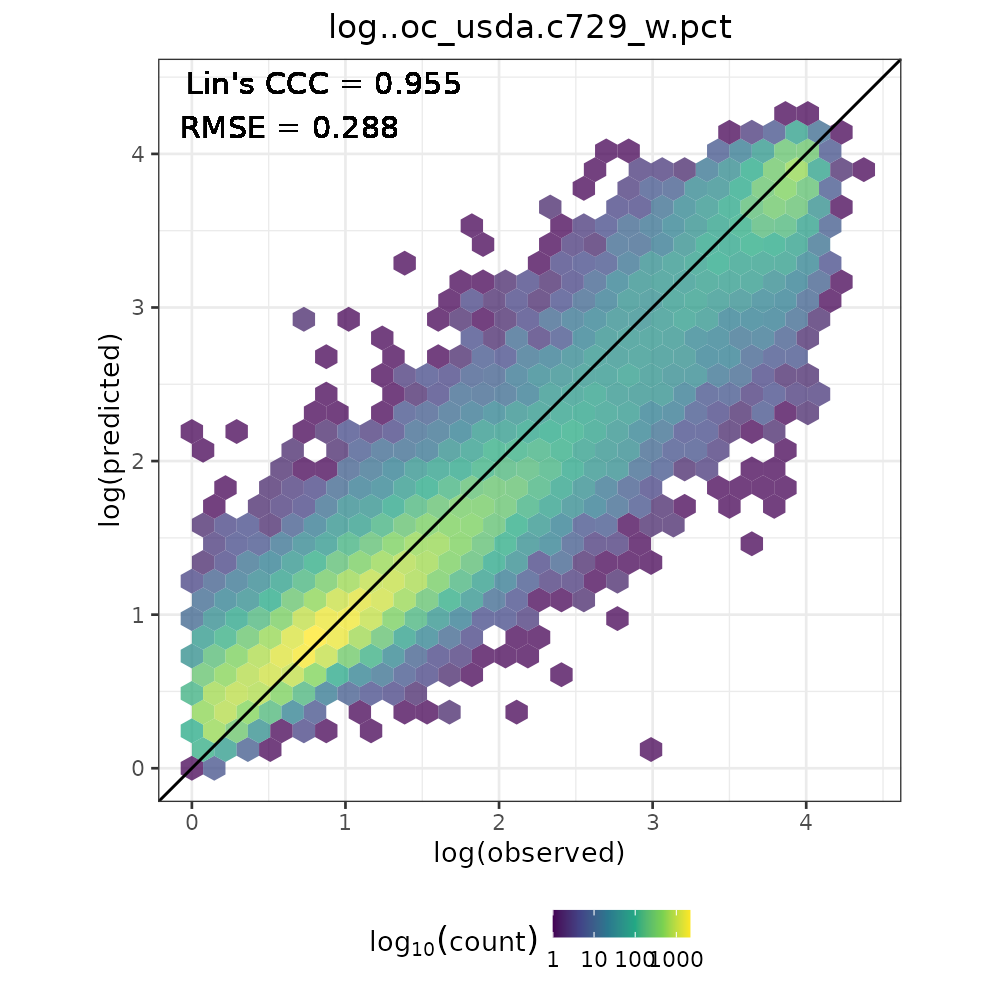 log..oc_usda.c729_w.pct
Lin's CCC = 0.955
RMSE = 0.288
log(predicted)
4
3
2
1
0
0 1 2 3 4
log(observed)
log10(count)
1 10 100 1000